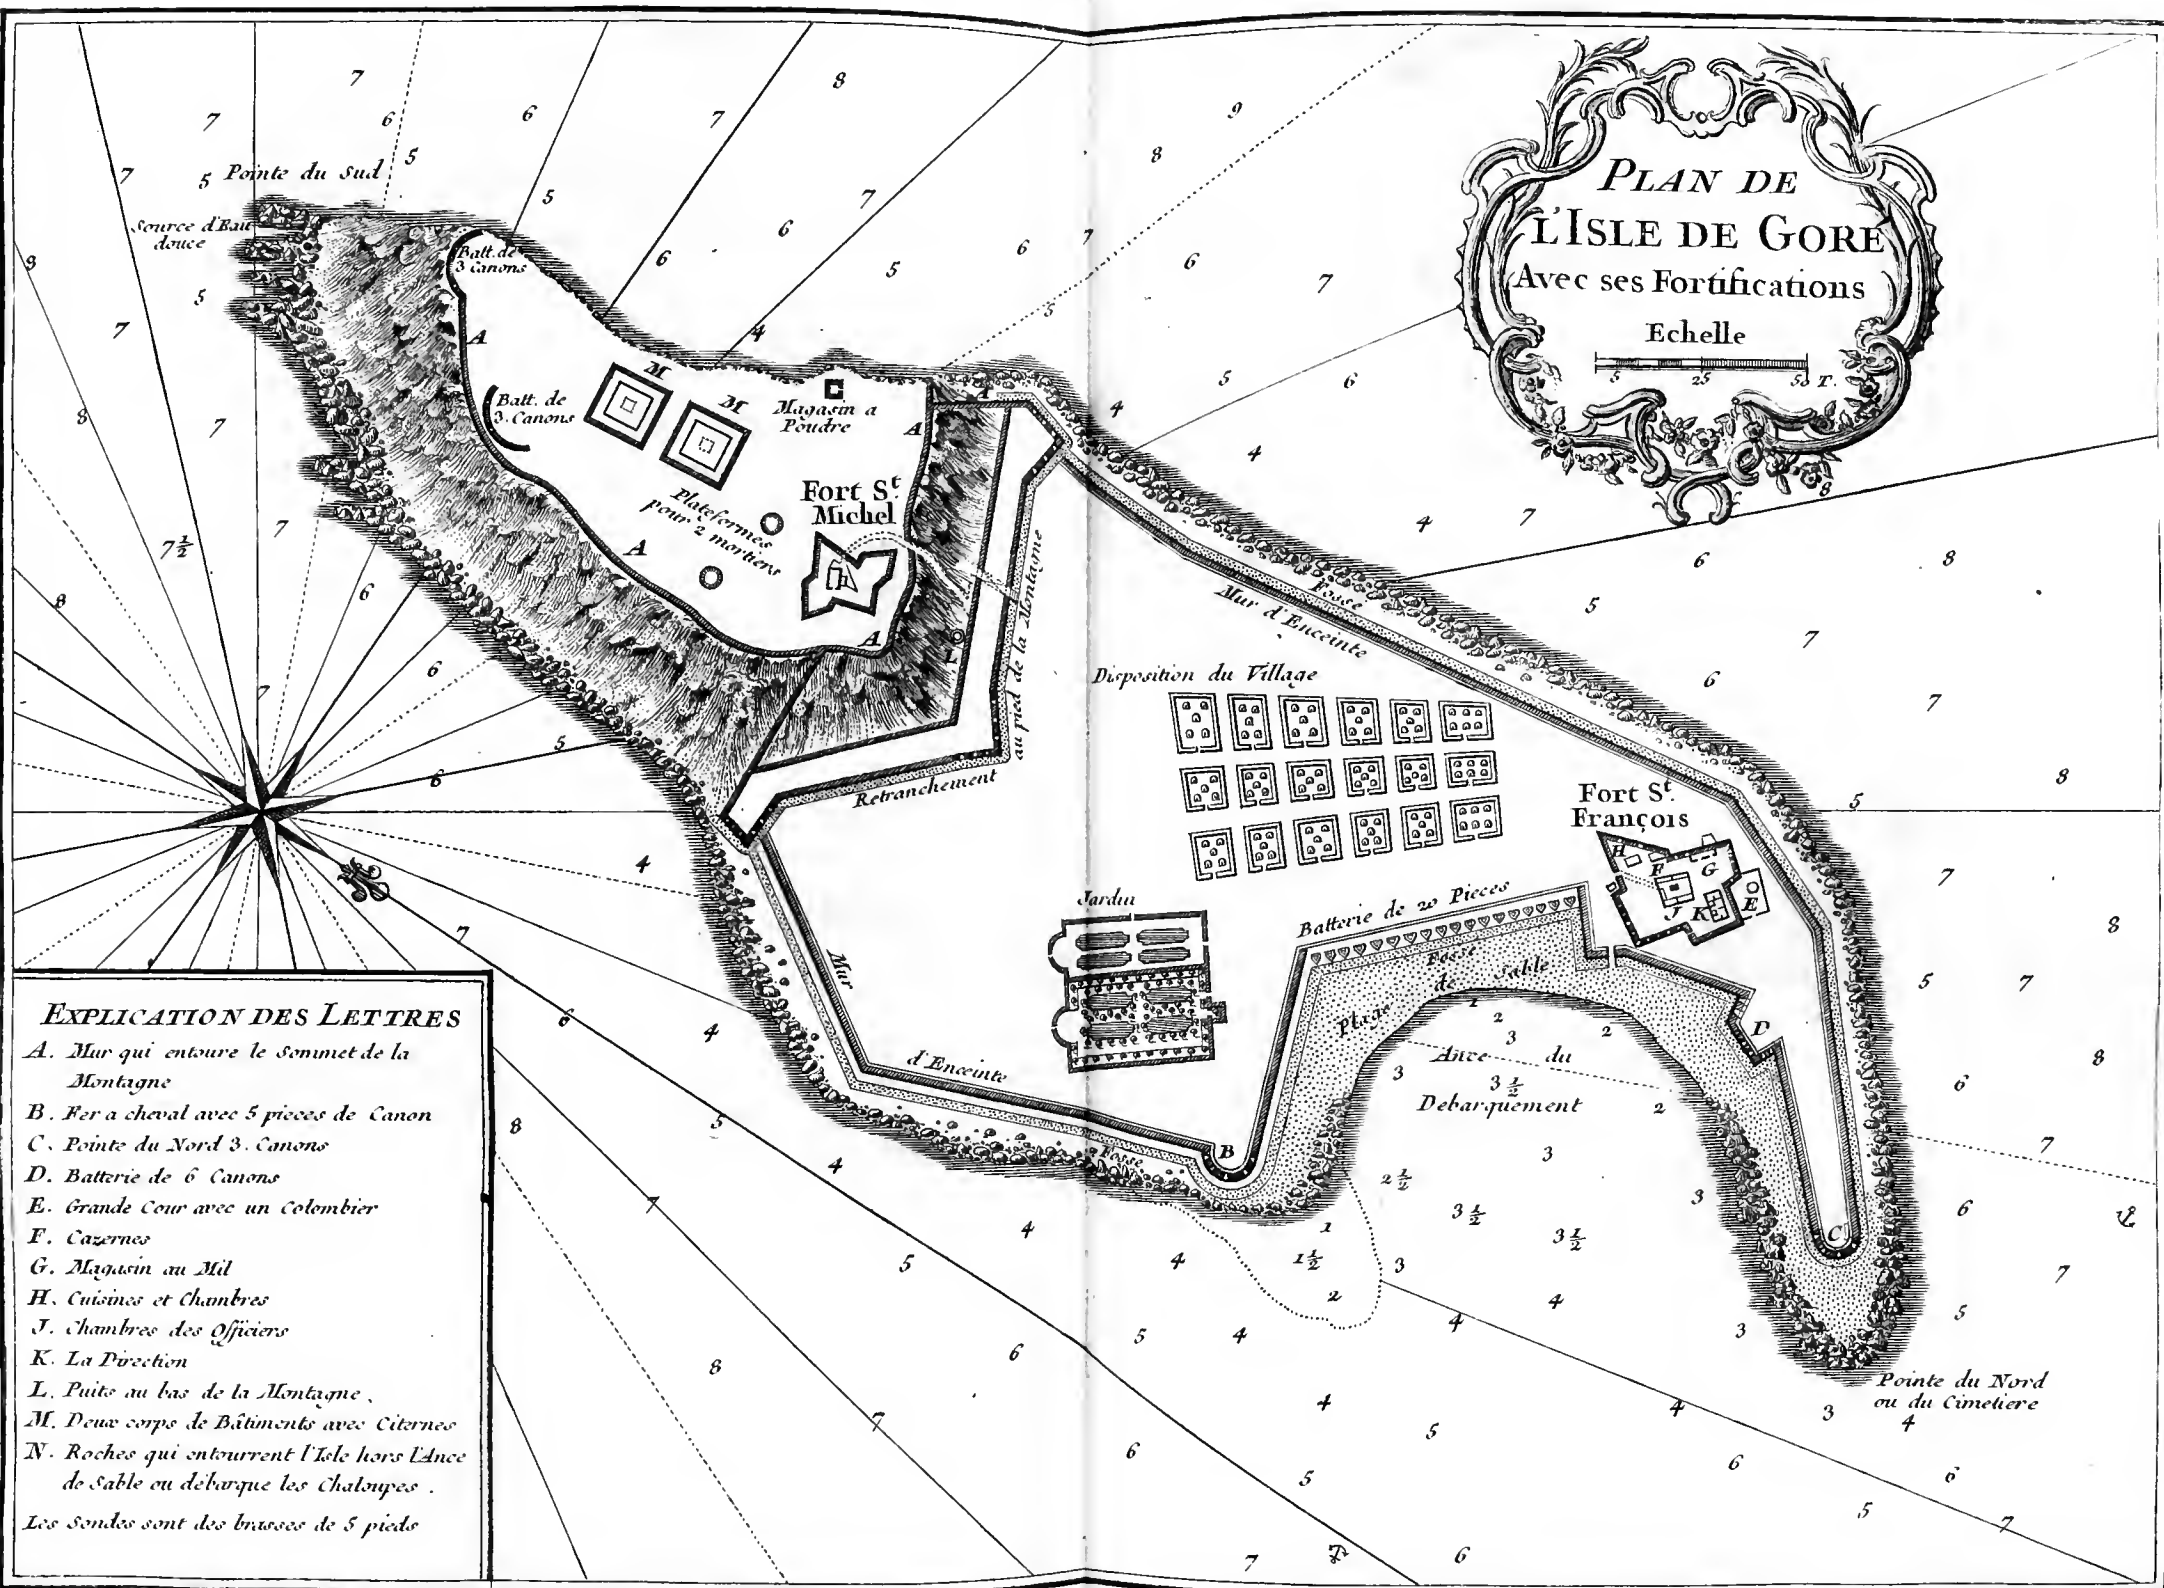 PLAN DE
L'ISLE DE GORE
Avec ses Fortifications
Echelle
5 25 50 T.
Pointe du Sud
Source d'Eau
douce
Batt. de
3 Canons
Batt. de
3. Canons
A
A
A
A
A
M
M
Magasin a
Poudre
Plateformes
pour 2 mortiers
Fort St.
Michel
L
Retranchement
au pied de la Montagne
Fossé
Mur d'Enceinte
Disposition du Village
Fort St.
François
H
F
G
J
K
E
Jardin
Batterie de 20 Pieces
Fossé
Plage de Sable
Mur
d'Enceinte
Fossé
B
D
C
Ance du
Debarquement
Pointe du Nord
ou du Cimetiere
EXPLICATION DES LETTRES
A. Mur qui entoure le Sommet de la
Montagne
B. Fer a cheval avec 5 pieces de Canon
C. Pointe du Nord 3. Canons
D. Batterie de 6 Canons
E. Grande Cour avec un Colombier
F. Cazernes
G. Magasin au Mil
H. Cuisines et Chambres
J. Chambres des Officiers
K. La Direction
L. Puits au bas de la Montagne.
M. Deux corps de Bâtiments avec Citernes
N. Roches qui entourrent l'Isle hors l'Ance
de Sable ou débarque les Chaloupes.
Les Sondes sont des brasses de 5 pieds